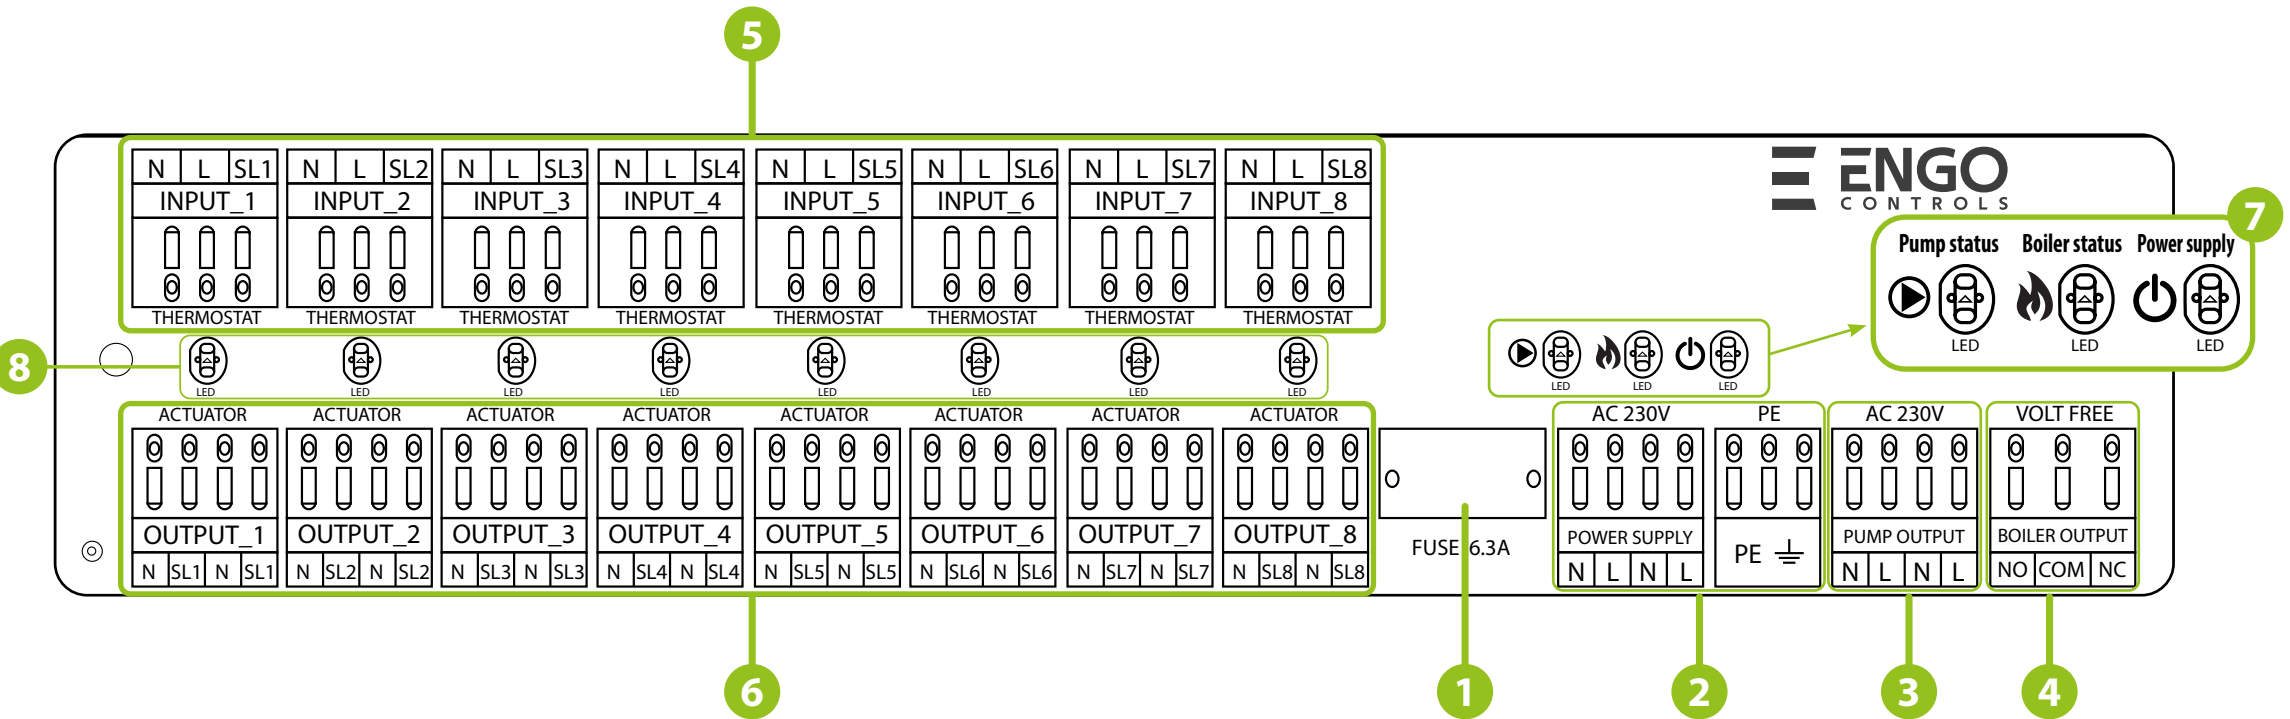 5
N L SL1 N L SL2 N L SL3 N L SL4 N L SL5 N L SL6 N L SL7 N L SL8
INPUT_1 INPUT_2 INPUT_3 INPUT_4 INPUT_5 INPUT_6 INPUT_7 INPUT_8
THERMOSTAT THERMOSTAT THERMOSTAT THERMOSTAT THERMOSTAT THERMOSTAT THERMOSTAT THERMOSTAT
ENGO
CONTROLS
7
Pump status Boiler status Power supply
LED LED LED
8
LED LED LED LED LED LED LED LED
LED LED LED
ACTUATOR ACTUATOR ACTUATOR ACTUATOR ACTUATOR ACTUATOR ACTUATOR ACTUATOR
OUTPUT_1 OUTPUT_2 OUTPUT_3 OUTPUT_4 OUTPUT_5 OUTPUT_6 OUTPUT_7 OUTPUT_8
N SL1 N SL1 N SL2 N SL2 N SL3 N SL3 N SL4 N SL4 N SL5 N SL5 N SL6 N SL6 N SL7 N SL7 N SL8 N SL8
FUSE 6.3A
AC 230V PE
POWER SUPPLY
N L N L
PE
AC 230V
PUMP OUTPUT
N L N L
VOLT FREE
BOILER OUTPUT
NO COM NC
6 1 2 3 4